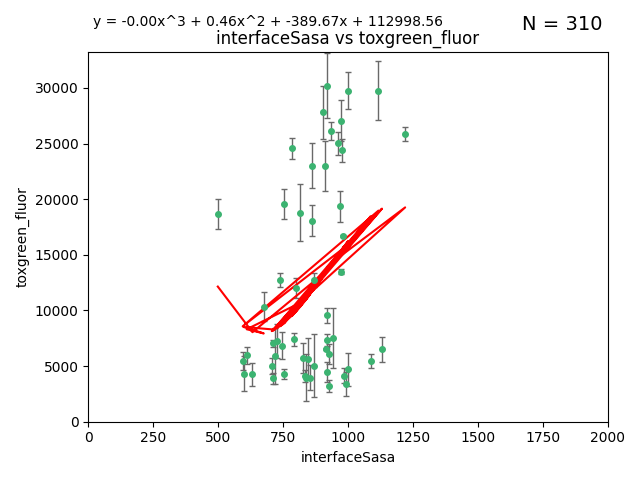 y = -0.00x^3 + 0.46x^2 + -389.67x + 112998.56
N = 310
interfaceSasa vs toxgreen_fluor
30000
25000
20000
15000
10000
5000
0
toxgreen_fluor
0 250 500 750 1000 1250 1500 1750 2000
interfaceSasa